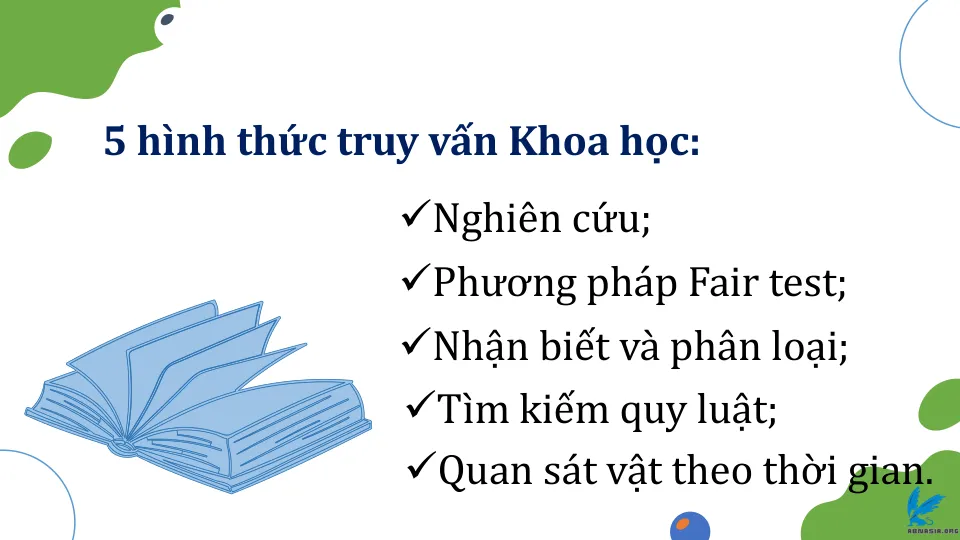 5 hình thức truy vấn Khoa học:
✓Nghiên cứu;
✓Phương pháp Fair test;
✓Nhận biết và phân loại;
✓Tìm kiếm quy luật;
✓Quan sát vật theo thời gian.
AONASIA.ORG